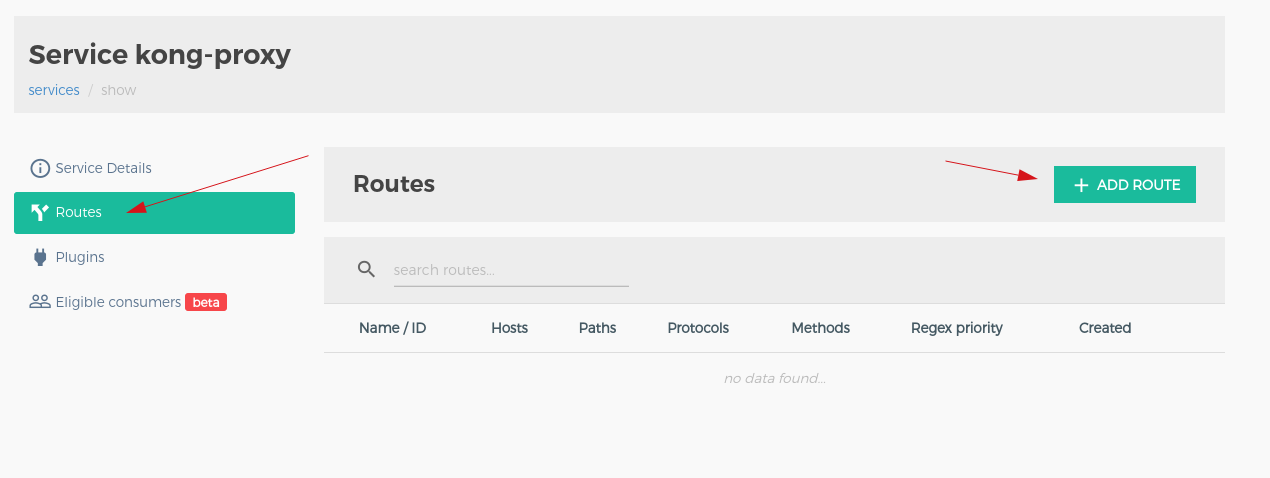 Service kong-proxy
services / show
Service Details
Routes
Plugins
Eligible consumers beta
Routes
ADD ROUTE
search routes...
Name / ID Hosts Paths Protocols Methods Regex priority Created
no data found...